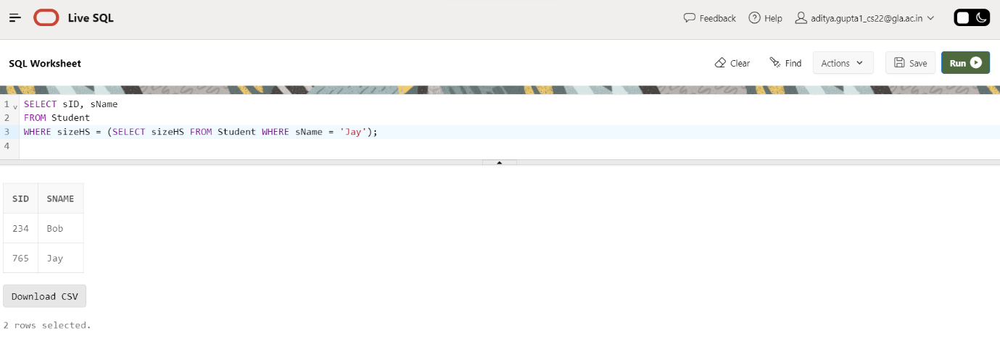 Live SQL
Feedback Help aditya.gupta1_cs22@gla.ac.in
SQL Worksheet
Clear Find Actions Save Run
1 SELECT sID, sName
2 FROM Student
3 WHERE sizeHS = (SELECT sizeHS FROM Student WHERE sName = 'Jay');
4
SID SNAME
234 Bob
765 Jay
Download CSV
2 rows selected.